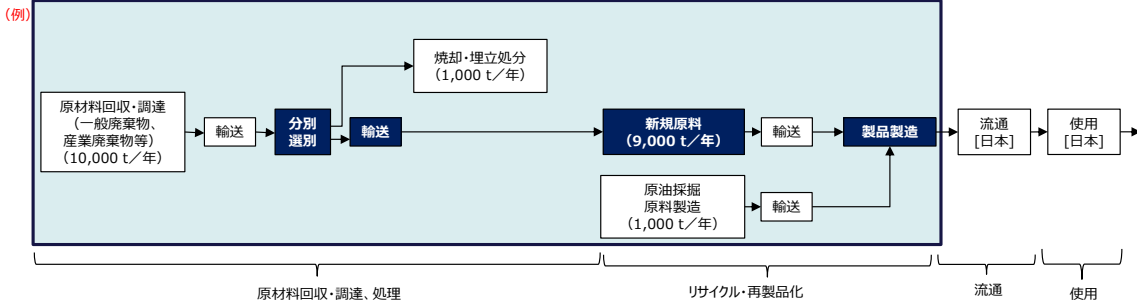 （例）
焼却・埋立処分
（1,000 t／年）
原材料回収・調達
（一般廃棄物、
産業廃棄物等）
（10,000 t／年）
輸送
分別
選別
輸送
新規原料
（9,000 t／年）
輸送
製品製造
流通
[日本]
使用
[日本]
原油採掘
原料製造
（1,000 t／年）
輸送
原材料回収・調達、処理
リサイクル・再製品化
流通
使用